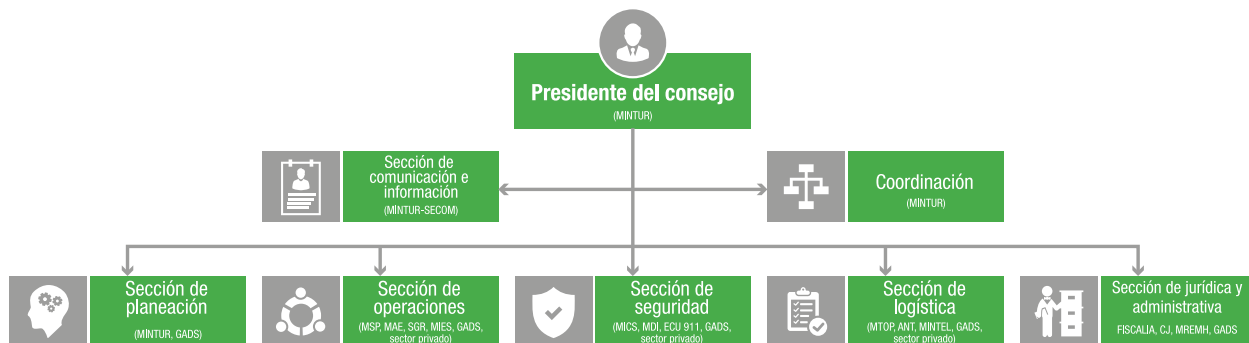 Presidente del consejo
(MINTUR)
Sección de
comunicación e
información
(MINTUR-SECOM)
Coordinación
(MINTUR)
Sección de
planeación
(MINTUR, GADS)
Sección de
operaciones
(MSP, MAE, SGR, MIES, GADS,
sector privado)
Sección de
seguridad
(MICS, MDI, ECU 911, GADS,
sector privado)
Sección de
logística
(MTOP, ANT, MINTEL, GADS,
sector privado)
Sección de jurídica y
administrativa
FISCALIA, CJ, MREMH, GADS